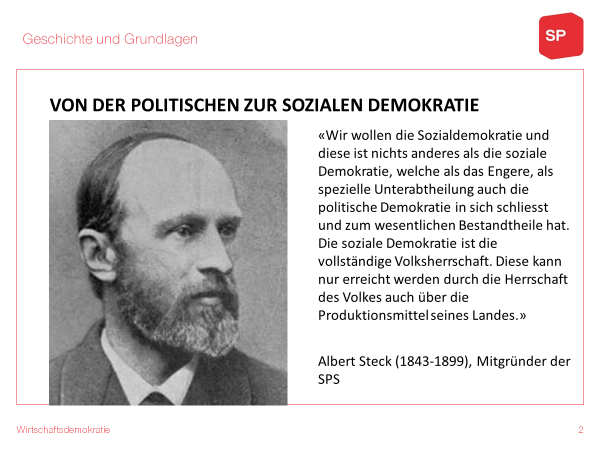 Geschichte und Grundlagen
SP
VON DER POLITISCHEN ZUR SOZIALEN DEMOKRATIE
«Wir wollen die Sozialdemokratie und
diese ist nichts anderes als die soziale
Demokratie, welche als das Engere, als
spezielle Unterabtheilung auch die
politische Demokratie in sich schliesst
und zum wesentlichen Bestandtheile hat.
Die soziale Demokratie ist die
vollständige Volksherrschaft. Diese kann
nur erreicht werden durch die Herrschaft
des Volkes auch über die
Produktionsmittel seines Landes.»
Albert Steck (1843-1899), Mitgründer der
SPS
Wirtschaftsdemokratie
2